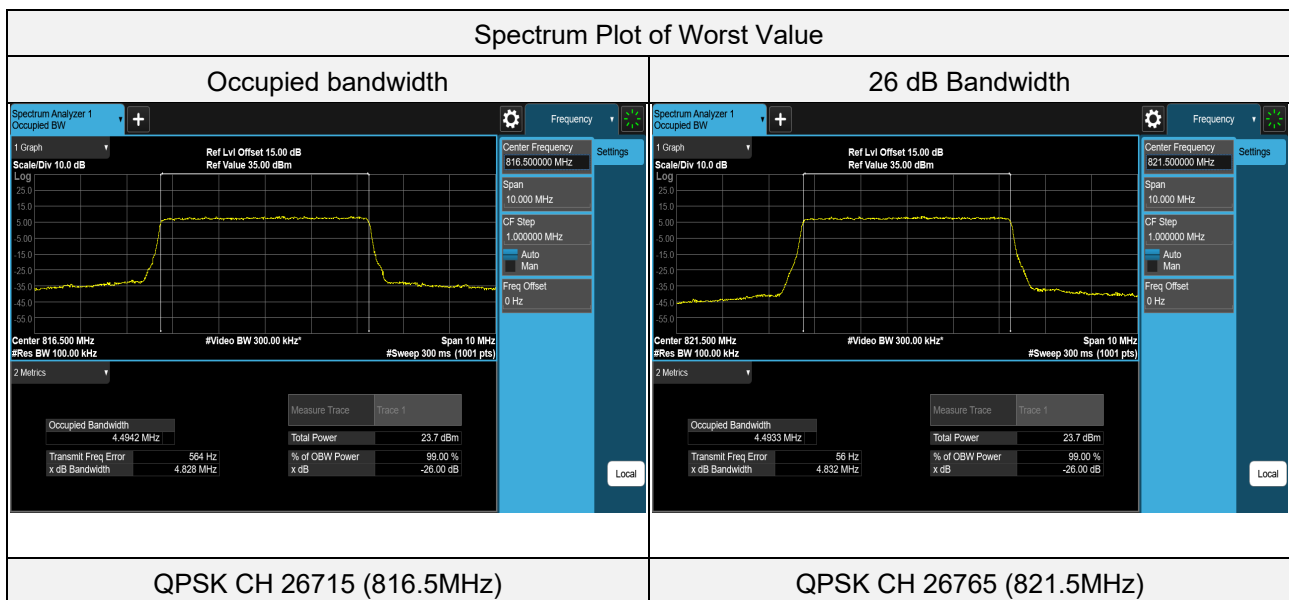 Spectrum Plot of Worst Value
Occupied bandwidth
26 dB Bandwidth
Spectrum Analyzer 1
Occupied BW
+
Frequency
1 Graph
Ref Lvl Offset 15.00 dB
Scale/Div 10.0 dB
Ref Value 35.00 dBm
Log
25.0
15.0
5.00
-5.00
-15.0
-25.0
-35.0
-45.0
-55.0
Center 816.500 MHz
#Video BW 300.00 kHz*
Span 10 MHz
#Res BW 100.00 kHz
#Sweep 300 ms (1001 pts)
Center Frequency
816.500000 MHz
Settings
Span
10.000 MHz
CF Step
1.000000 MHz
Auto
Man
Freq Offset
0 Hz
Local
2 Metrics
Measure Trace Trace 1
Occupied Bandwidth
4.4942 MHz
Total Power 23.7 dBm
Transmit Freq Error 564 Hz
% of OBW Power 99.00 %
x dB Bandwidth 4.828 MHz
x dB -26.00 dB
Spectrum Analyzer 1
Occupied BW
+
Frequency
1 Graph
Ref Lvl Offset 15.00 dB
Scale/Div 10.0 dB
Ref Value 35.00 dBm
Log
25.0
15.0
5.00
-5.00
-15.0
-25.0
-35.0
-45.0
-55.0
Center 821.500 MHz
#Video BW 300.00 kHz*
Span 10 MHz
#Res BW 100.00 kHz
#Sweep 300 ms (1001 pts)
Center Frequency
821.500000 MHz
Settings
Span
10.000 MHz
CF Step
1.000000 MHz
Auto
Man
Freq Offset
0 Hz
Local
2 Metrics
Measure Trace Trace 1
Occupied Bandwidth
4.4933 MHz
Total Power 23.7 dBm
Transmit Freq Error 56 Hz
% of OBW Power 99.00 %
x dB Bandwidth 4.832 MHz
x dB -26.00 dB
QPSK CH 26715 (816.5MHz)
QPSK CH 26765 (821.5MHz)